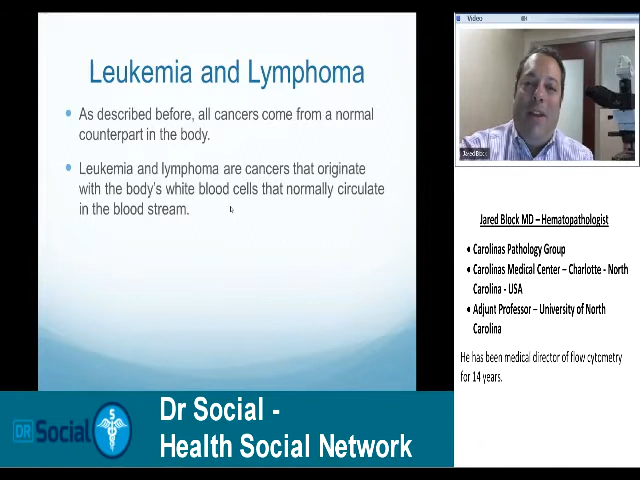 Leukemia and Lymphoma
• As described before, all cancers come from a normal
counterpart in the body.
• Leukemia and lymphoma are cancers that originate
with the body's white blood cells that normally circulate
in the blood stream.
Video
Jared Block
Jared Block MD – Hematopathologist
• Carolinas Pathology Group
• Carolinas Medical Center – Charlotte - North
Carolina - USA
• Adjunt Professor – University of North
Carolina
He has been medical director of flow cytometry
for 14 years.
DR Social
S
Dr Social -
Health Social Network